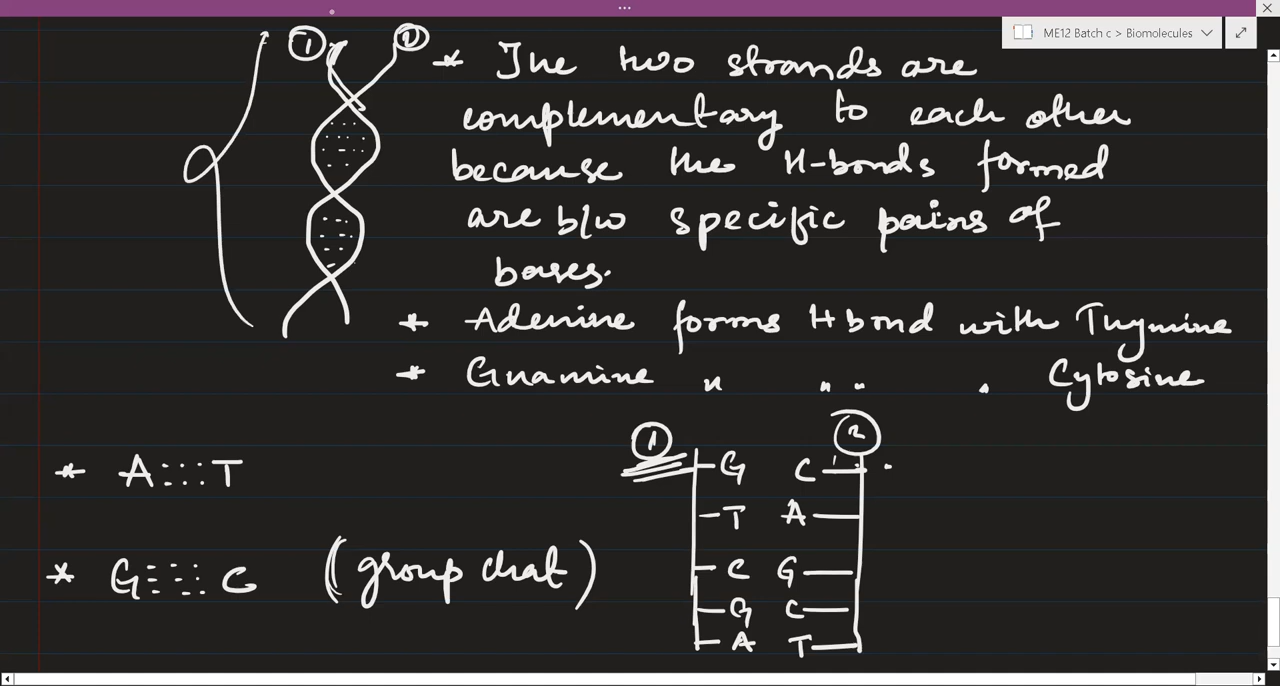 ME12 Batch c > Biomolecules
① ②
* The two strands are
complementary to each other
because the H-bonds formed
are b/w specific pairs of
bases.
* Adenine forms H bond with Thymine
* Gnamine " " " " Cytosine
① ②
* A:::T
G C
T A
* G::::C (group chat)
C G
G C
A T